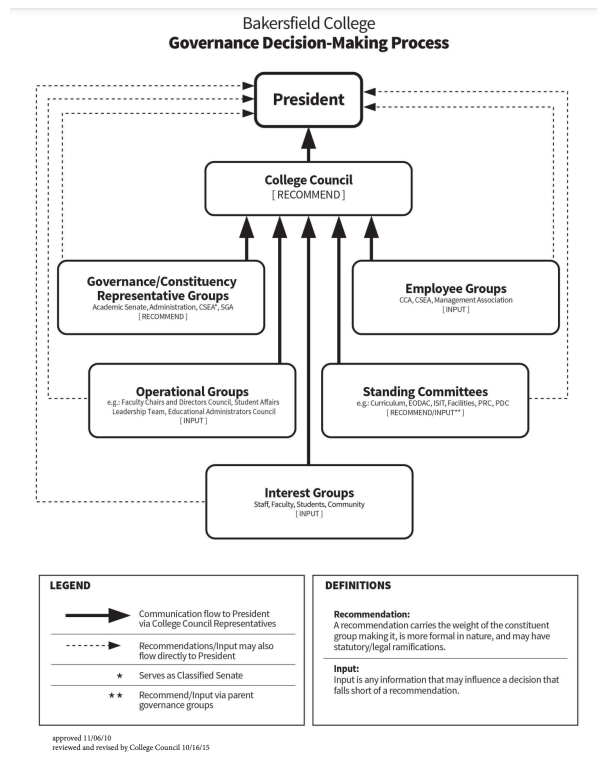 Bakersfield College
Governance Decision-Making Process
President
College Council
[ RECOMMEND ]
Governance/Constituency
Representative Groups
Academic Senate, Administration, CSEA*, SGA
[ RECOMMEND ]
Employee Groups
CCA, CSEA, Management Association
[ INPUT ]
Operational Groups
e.g.: Faculty Chairs and Directors Council, Student Affairs
Leadership Team, Educational Administrators Council
[ INPUT ]
Standing Committees
e.g.: Curriculum, EODAC, ISIT, Facilities, PRC, PDC
[ RECOMMEND/INPUT** ]
Interest Groups
Staff, Faculty, Students, Community
[ INPUT ]
LEGEND
Communication flow to President
via College Council Representatives
Recommendations/Input may also
flow directly to President
* Serves as Classified Senate
** Recommend/Input via parent
governance groups
DEFINITIONS
Recommendation:
A recommendation carries the weight of the constituent
group making it, is more formal in nature, and may have
statutory/legal ramifications.
Input:
Input is any information that may influence a decision that
falls short of a recommendation.
approved 11/06/10
reviewed and revised by College Council 10/16/15